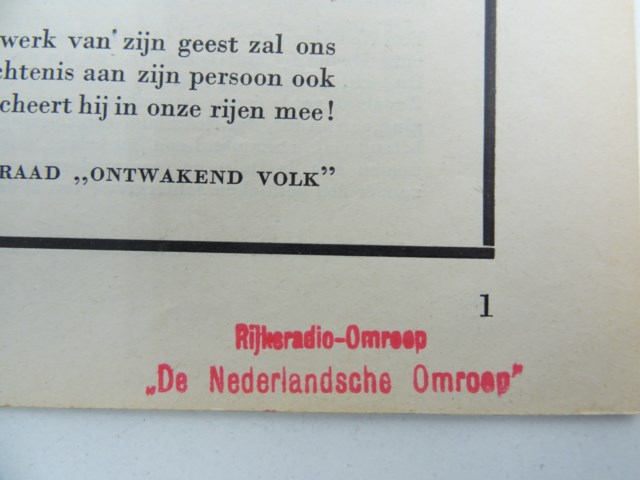 werk van zijn geest zal ons
chtenis aan zijn persoon ook
cheert hij in onze rijen mee!
RAAD „ONTWAKEND VOLK”
1
Rijksradio-Omroep
„De Nederlandsche Omroep"